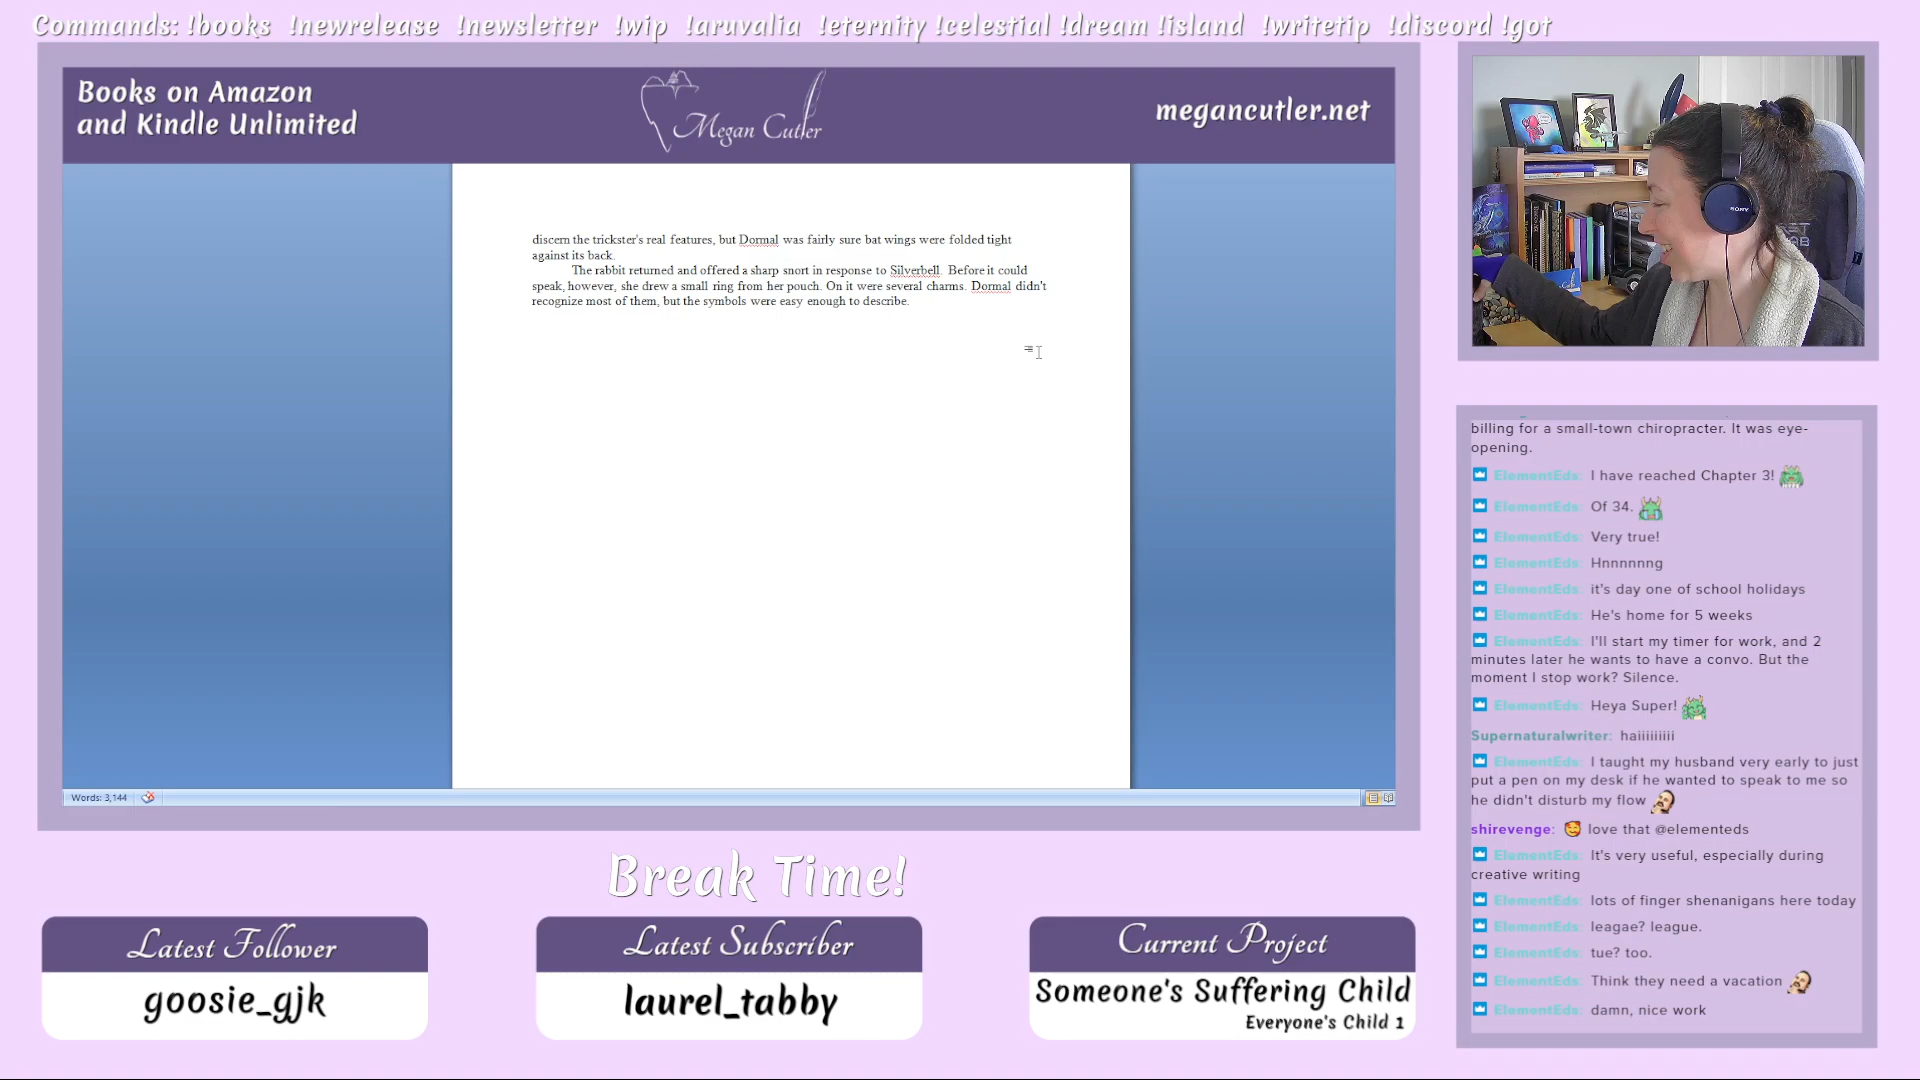 Commands: !books !newrelease !newsletter !wip !aruvalia !eternity !celestial !dream !island !writetip !discord !got
Books on Amazon
and Kindle Unlimited
Megan Cutler
megancutler.net
discern the trickster's real features, but Dormal was fairly sure bat wings were folded tight
against its back.
The rabbit returned and offered a sharp snort in response to Silverbell. Before it could
speak, however, she drew a small ring from her pouch. On it were several charms. Dormal didn't
recognize most of them, but the symbols were easy enough to describe.
Words: 3,144
SONY
billing for a small-town chiropracter. It was eye-
opening.
ElementEds: I have reached Chapter 3!
ElementEds: Of 34.
ElementEds: Very true!
ElementEds: Hnnnnnng
ElementEds: it's day one of school holidays
ElementEds: He's home for 5 weeks
ElementEds: I'll start my timer for work, and 2
minutes later he wants to have a convo. But the
moment I stop work? Silence.
ElementEds: Heya Super!
Supernaturalwriter: haiiiiiiiii
ElementEds: I taught my husband very early to just
put a pen on my desk if he wanted to speak to me so
he didn't disturb my flow
shirevenge: love that @elementeds
ElementEds: It's very useful, especially during
creative writing
ElementEds: lots of finger shenanigans here today
ElementEds: leagae? league.
ElementEds: tue? too.
ElementEds: Think they need a vacation
ElementEds: damn, nice work
Break Time!
Latest Follower
goosie_gjk
Latest Subscriber
laurel_tabby
Current Project
Someone's Suffering Child
Everyone's Child 1